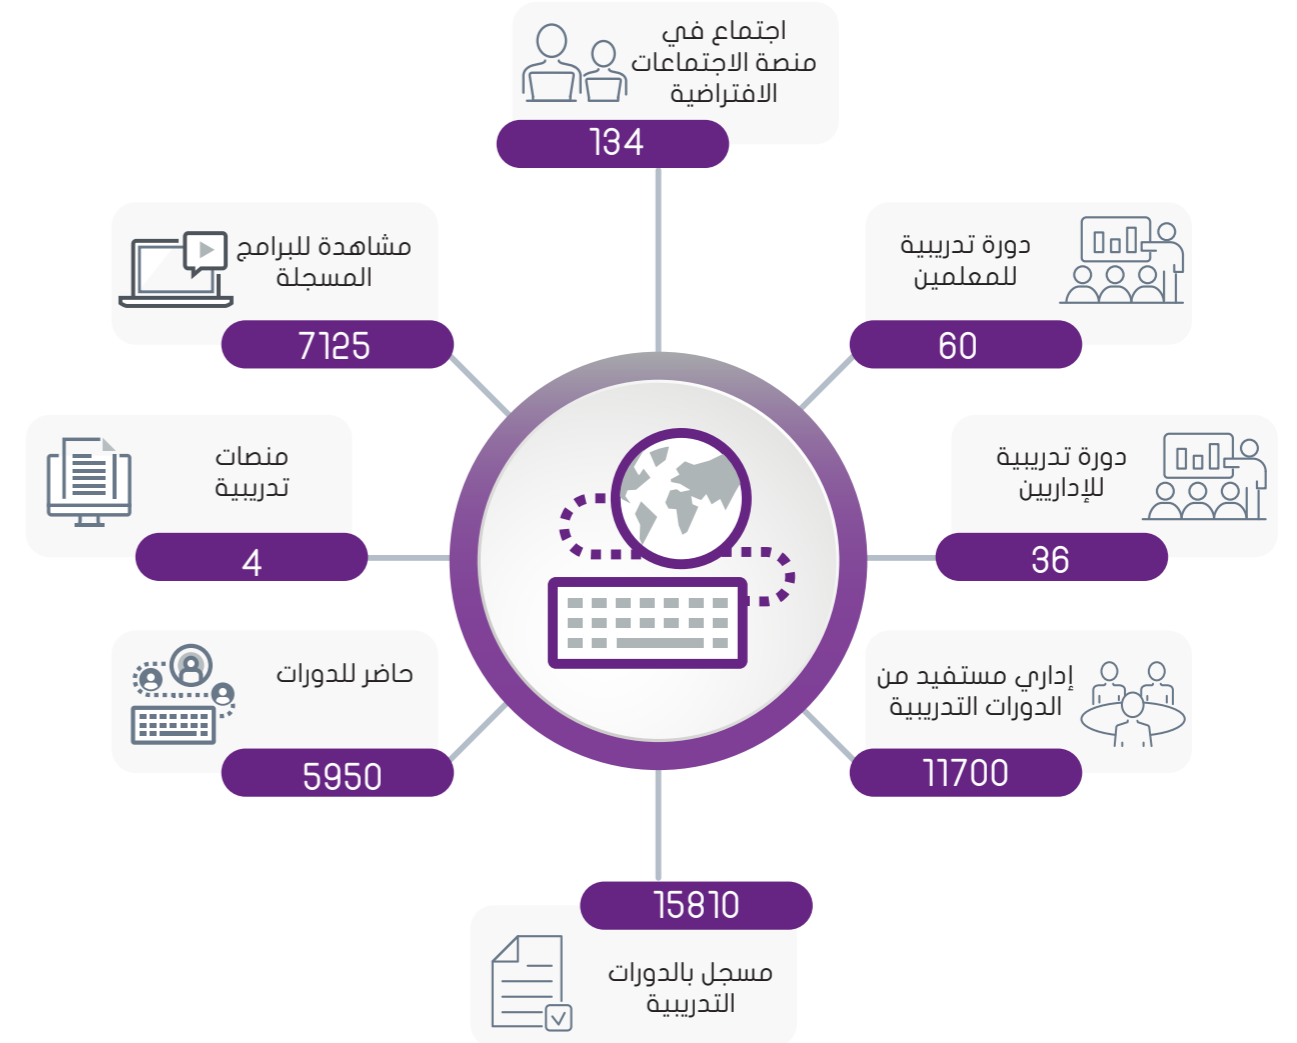 اجتماع في
منصة الاجتماعات
الافتراضية
134
دورة تدريبية
للمعلمين
60
دورة تدريبية
للإداريين
36
إداري مستفيد من
الدورات التدريبية
11700
15810
مسجل بالدورات
التدريبية
حاضر للدورات
5950
منصات
تدريبية
4
مشاهدة للبرامج
المسجلة
7125